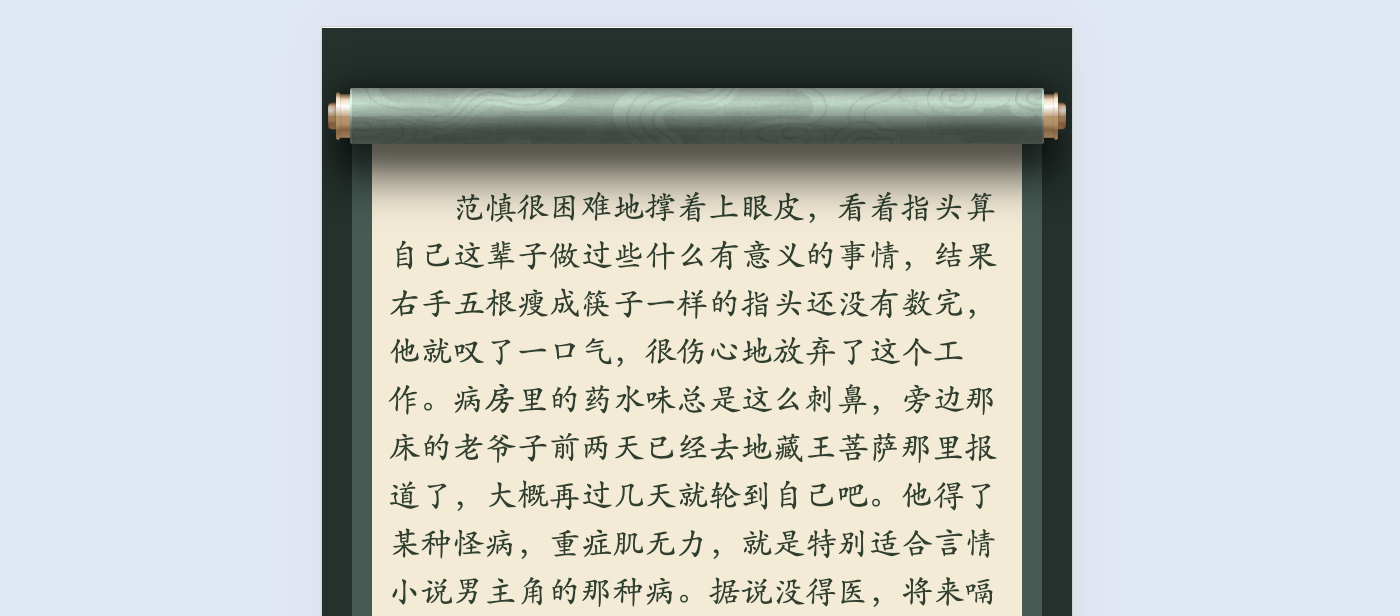 范慎很困难地撑着上眼皮，看着指头算
自己这辈子做过些什么有意义的事情，结果
右手五根瘦成筷子一样的指头还没有数完，
他就叹了一口气，很伤心地放弃了这个工
作。病房里的药水味总是这么刺鼻，旁边那
床的老爷子前两天已经去地藏王菩萨那里报
道了，大概再过几天就轮到自己吧。他得了
某种怪病，重症肌无力，就是特别适合言情
小说男主角的那种病。据说没得医，将来嗝